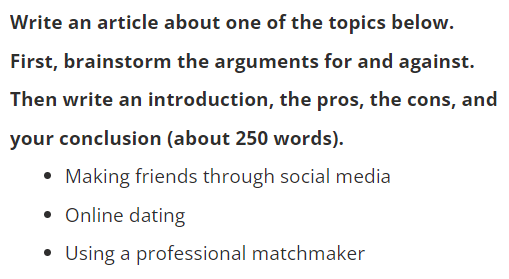 Write an article about one of the topics below.
First, brainstorm the arguments for and against.
Then write an introduction, the pros, the cons, and
your conclusion (about 250 words).
• Making friends through social media
• Online dating
• Using a professional matchmaker